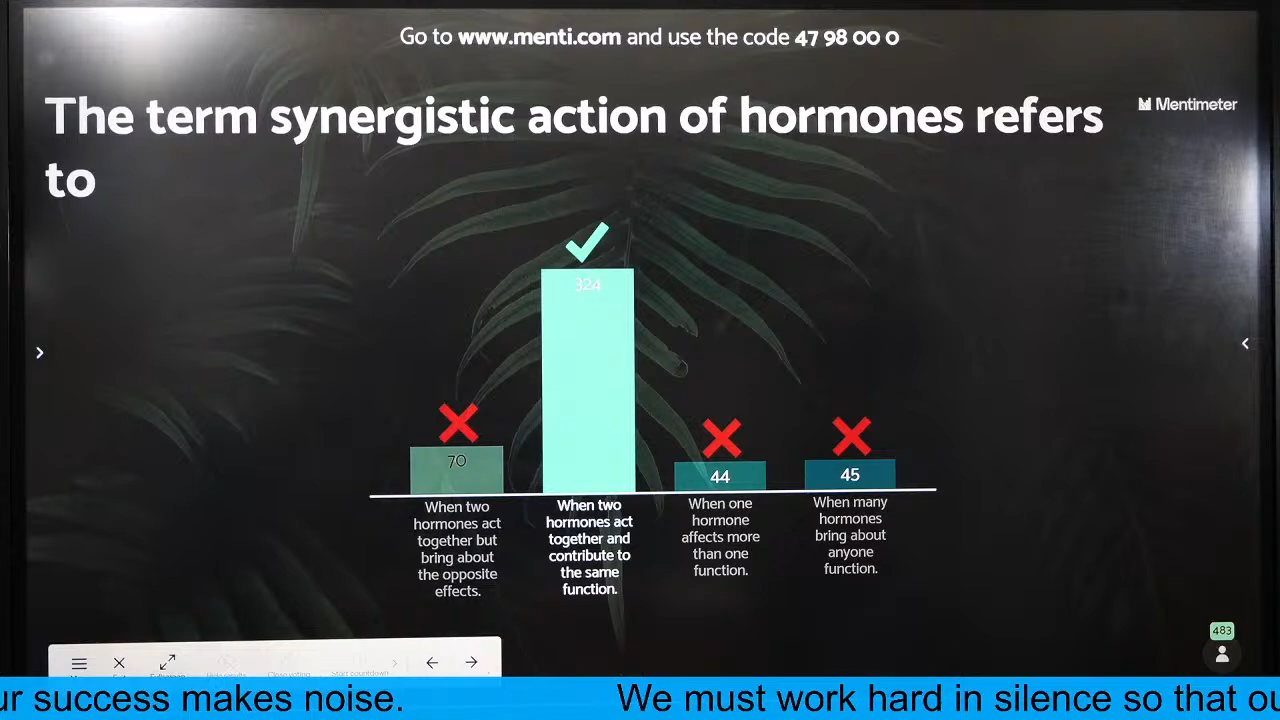 Go to www.menti.com and use the code 47 98 00 0
The term synergistic action of hormones refers
to
Mentimeter
324
70
44
45
When two
hormones act
together but
bring about
the opposite
effects.
When two
hormones act
together and
contribute to
the same
function.
When one
hormone
affects more
than one
function.
When many
hormones
bring about
anyone
function.
483
Start countdown
ur success makes noise.
We must work hard in silence so that ou